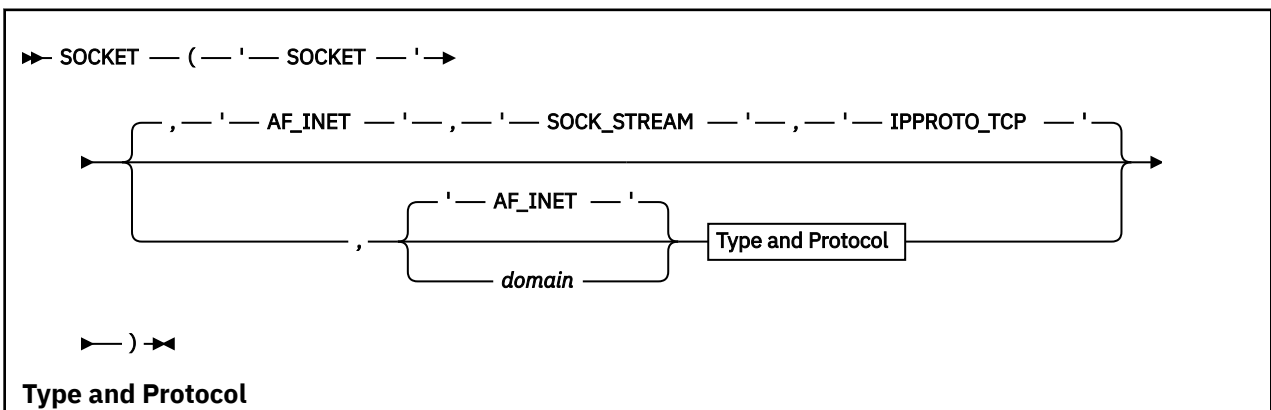 SOCKET ( ' SOCKET '
, ' AF_INET ' , ' SOCK_STREAM ' , ' IPPROTO_TCP '
' AF_INET '
, Type and Protocol
domain
)
Type and Protocol